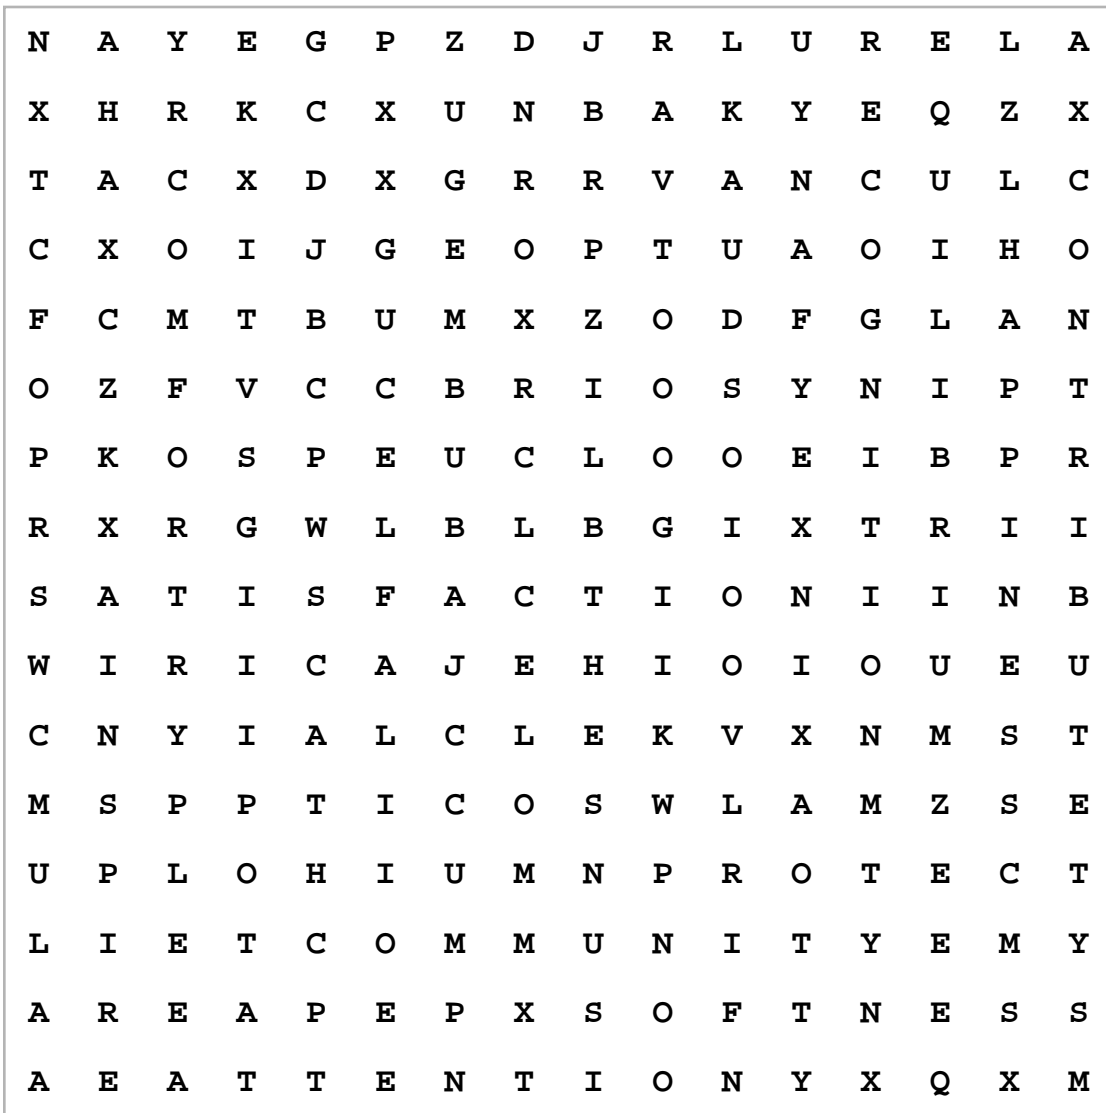 N A Y E G P Z D J R L U R E L A
X H R K C X U N B A K Y E Q Z X
T A C X D X G R R V A N C U L C
C X O I J G E O P T U A O I H O
F C M T B U M X Z O D F G L A N
O Z F V C C B R I O S Y N I P T
P K O S P E U C L O O E I B P R
R X R G W L B L B G I X T R I I
S A T I S F A C T I O N I I N B
W I R I C A J E H I O I O U E U
C N Y I A L C L E K V X N M S T
M S P P T I C O S W L A M Z S E
U P L O H I U M N P R O T E C T
L I E T C O M M U N I T Y E M Y
A R E A P E P X S O F T N E S S
A E A T T E N T I O N Y X Q X M